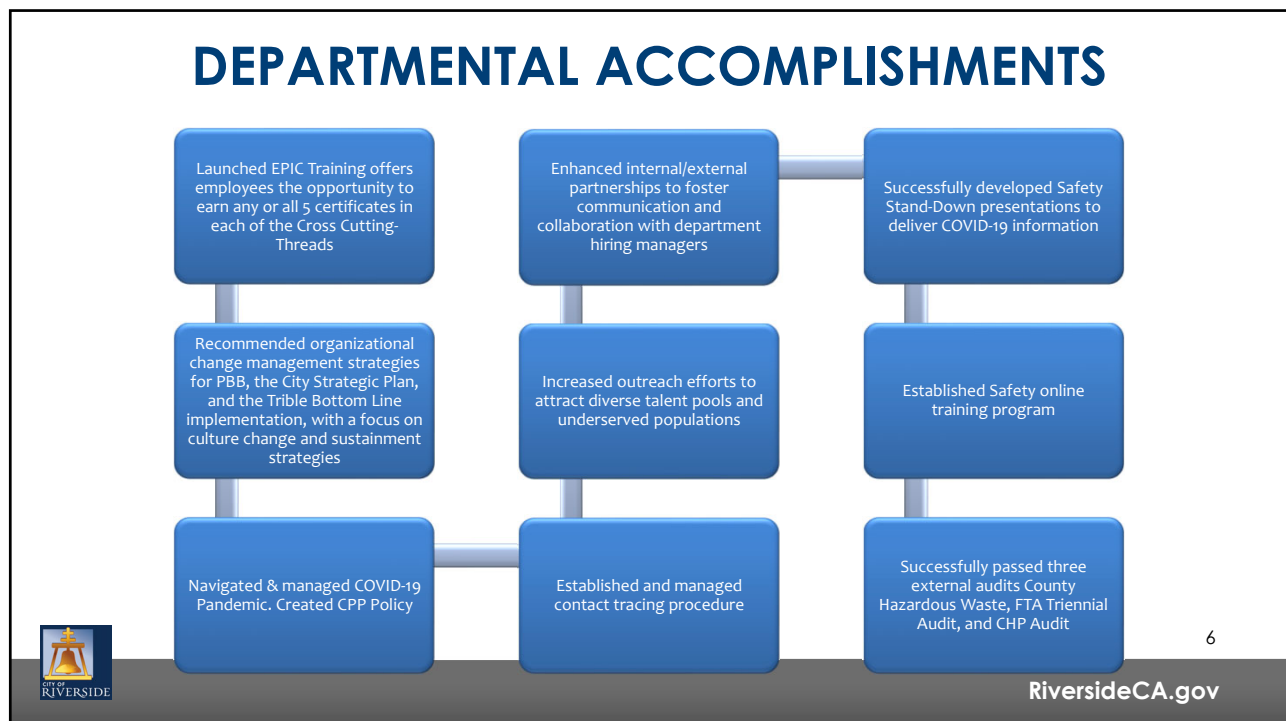 DEPARTMENTAL ACCOMPLISHMENTS
Launched EPIC Training offers
employees the opportunity to
earn any or all 5 certificates in
each of the Cross Cutting-
Threads
Recommended organizational
change management strategies
for PBB, the City Strategic Plan,
and the Trible Bottom Line
implementation, with a focus on
culture change and sustainment
strategies
Navigated & managed COVID-19
Pandemic. Created CPP Policy
Established and managed
contact tracing procedure
Increased outreach efforts to
attract diverse talent pools and
underserved populations
Enhanced internal/external
partnerships to foster
communication and
collaboration with department
hiring managers
Successfully developed Safety
Stand-Down presentations to
deliver COVID-19 information
Established Safety online
training program
Successfully passed three
external audits County
Hazardous Waste, FTA Triennial
Audit, and CHP Audit
6
CITY OF
RIVERSIDE
RiversideCA.gov